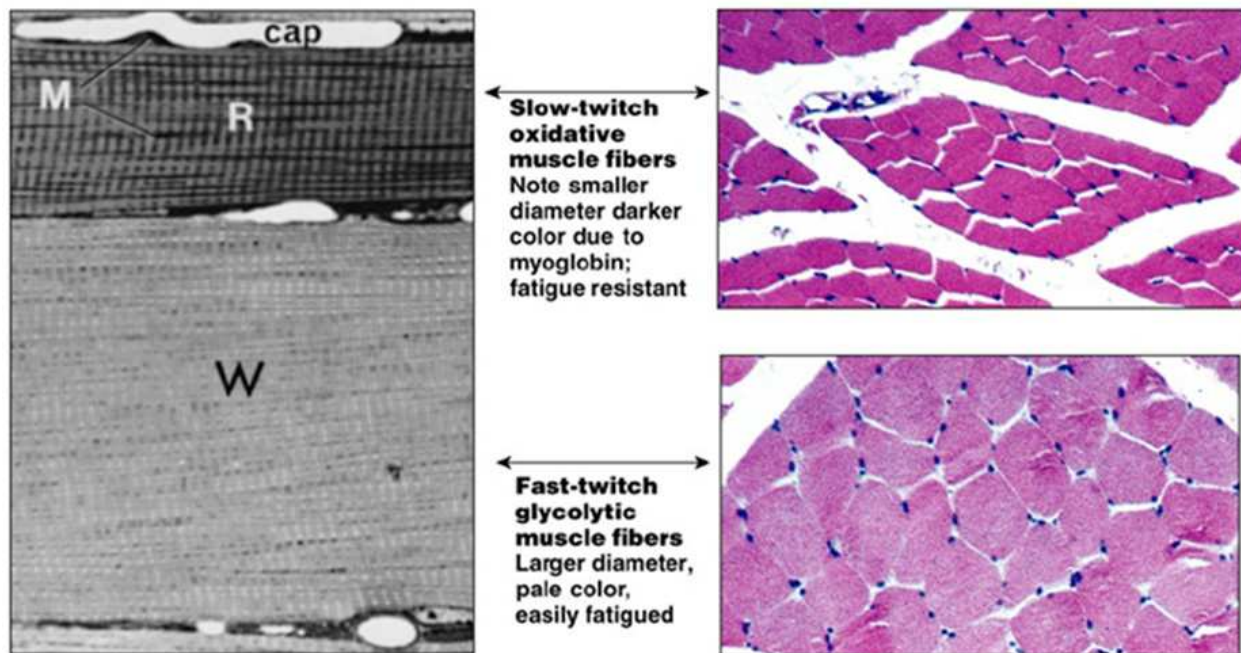 cap
M
R
W
Slow-twitch
oxidative
muscle fibers
Note smaller
diameter darker
color due to
myoglobin;
fatigue resistant
Fast-twitch
glycolytic
muscle fibers
Larger diameter,
pale color,
easily fatigued